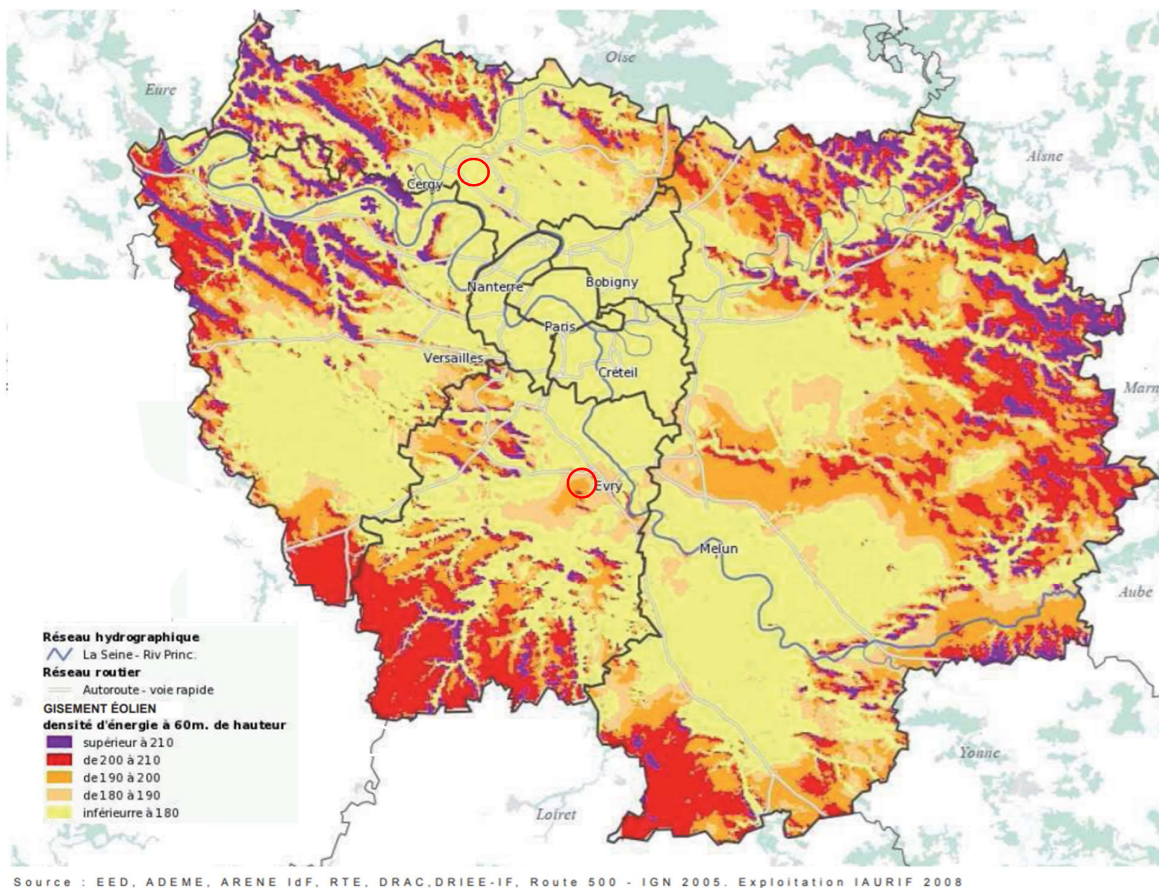 Oise
Eure
Aisne
Cergy
Nanterre
Bobigny
Paris
Versailles
Créteil
Marn
Evry
Melun
Aube
Réseau hydrographique
La Seine - Riv Princ.
Réseau routier
Autoroute - voie rapide
GISEMENT ÉOLIEN
densité d'énergie à 60m. de hauteur
supérieur à 210
de 200 à 210
de 190 à 200
de 180 à 190
inférieurre à 180
Yonne
Loiret
Source : EED, ADEME, ARENE IdF, RTE, DRAC,DRIEE-IF, Route 500 - IGN 2005. Exploitation IAURIF 2008